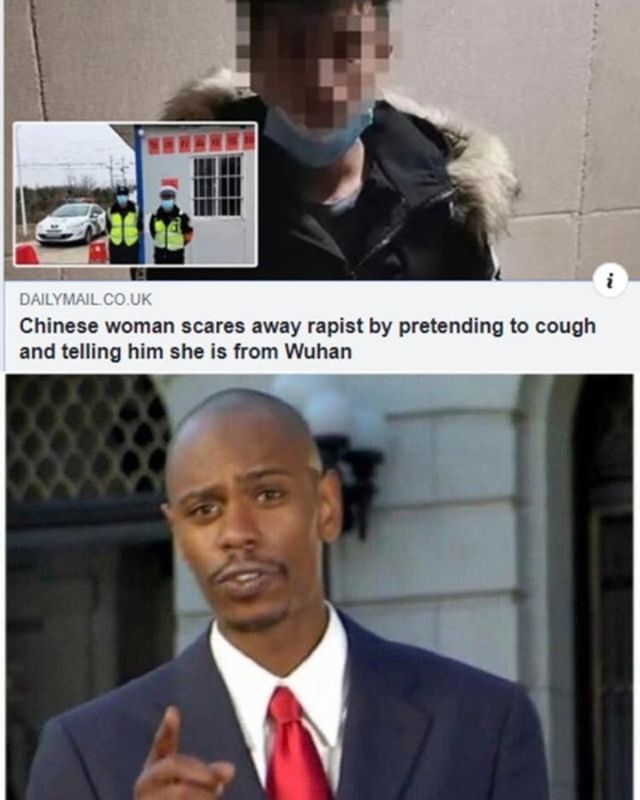 DAILYMAIL.CO.UK
i
Chinese woman scares away rapist by pretending to cough
and telling him she is from Wuhan